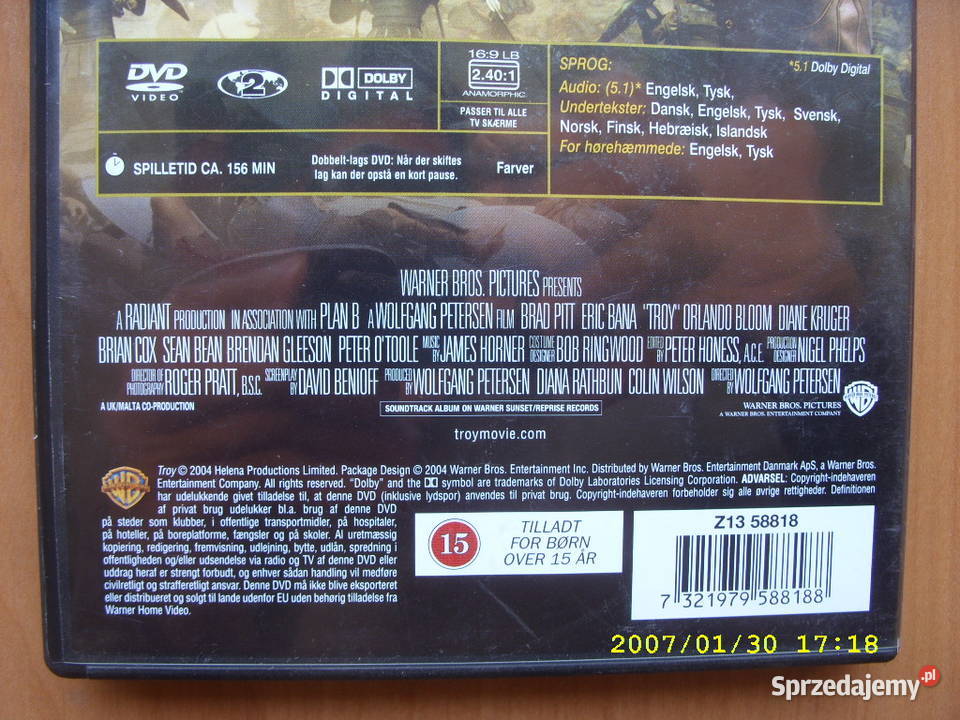 DVD
VIDEO
2
DOLBY
DIGITAL
16:9 LB
2.40:1
ANAMORPHIC
PASSER TIL ALLE
TV SKÆRME
SPILLETID CA. 156 MIN
Dobbelt-lags DVD: Når der skiftes
lag kan der opstå en kort pause.
Farver
SPROG:
*5.1 Dolby Digital
Audio: (5.1)* Engelsk, Tysk,
Undertekster: Dansk, Engelsk, Tysk, Svensk,
Norsk, Finsk, Hebræisk, Islandsk
For hørehæmmede: Engelsk, Tysk
WARNER BROS. PICTURES PRESENTS
A RADIANT PRODUCTION IN ASSOCIATION WITH PLAN B A WOLFGANG PETERSEN FILM BRAD PITT ERIC BANA "TROY" ORLANDO BLOOM DIANE KRUGER
BRIAN COX SEAN BEAN BRENDAN GLEESON PETER O'TOOLE MUSIC BY JAMES HORNER COSTUME DESIGNER BOB RINGWOOD EDITED BY PETER HONESS, A.C.E. PRODUCTION DESIGNER NIGEL PHELPS
DIRECTOR OF PHOTOGRAPHY ROGER PRATT, B.S.C. SCREENPLAY BY DAVID BENIOFF PRODUCED BY WOLFGANG PETERSEN DIANA RATHBUN COLIN WILSON DIRECTED BY WOLFGANG PETERSEN
A UK/MALTA CO-PRODUCTION
SOUNDTRACK ALBUM ON WARNER SUNSET/REPRISE RECORDS
WARNER BROS. PICTURES
A WARNER BROS. ENTERTAINMENT COMPANY
troymovie.com
Troy © 2004 Helena Productions Limited. Package Design © 2004 Warner Bros. Entertainment Inc. Distributed by Warner Bros. Entertainment Danmark ApS, a Warner Bros.
Entertainment Company. All rights reserved. "Dolby" and the DD symbol are trademarks of Dolby Laboratories Licensing Corporation. ADVARSEL: Copyright-indehaveren
har udelukkende givet tilladelse til, at denne DVD (inklusive lydspor) anvendes til privat brug. Copyright-indehaveren forbeholder sig alle øvrige rettigheder. Definitionen
af privat brug udelukker bl.a. brug af denne DVD
på steder som klubber, i offentlige transportmidler, på hospitaler,
på hoteller, på boreplatforme, fængsler og på skoler. Al uretmæssig
kopiering, redigering, fremvisning, udlejning, bytte, udlån, spredning i
offentligheden og/eller udsendelse via radio og TV af denne DVD eller
uddrag heraf er strengt forbudt, og enhver sådan handling vil medføre
civilretligt og strafferetligt ansvar. Denne DVD må ikke blive eksporteret
eller distribueret og solgt til lande udenfor EU uden behørig tilladelse fra
Warner Home Video.
15
TILLADT
FOR BØRN
OVER 15 ÅR
Z13 58818
7 321979 588188
2007/01/30 17:18
Sprzedajemy.pl